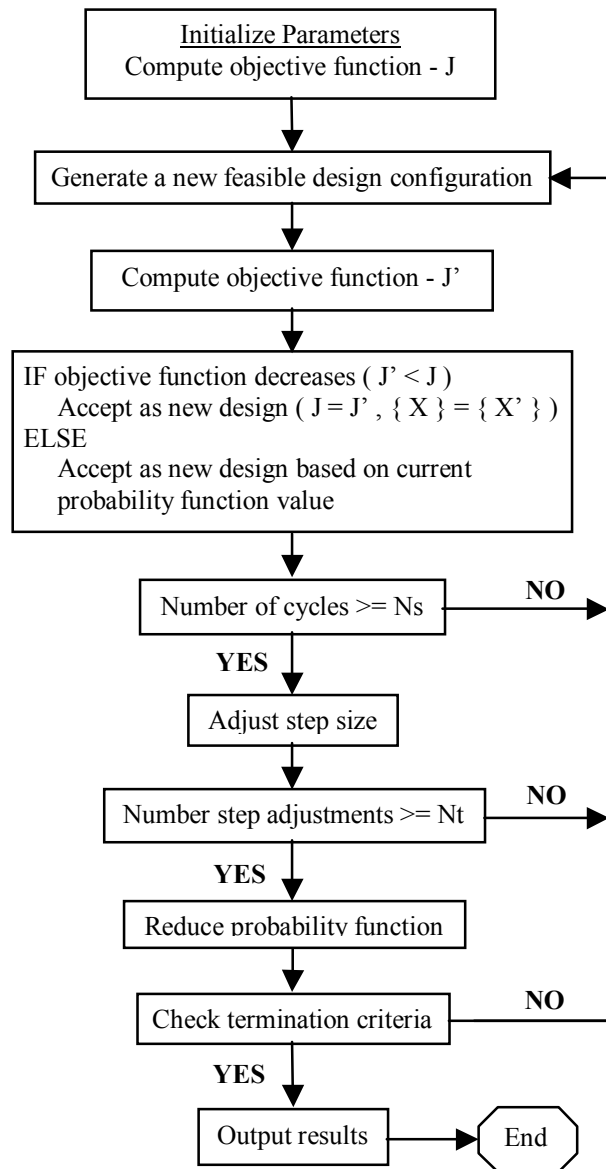 Initialize Parameters
Compute objective function - J
Generate a new feasible design configuration
Compute objective function - J’
IF objective function decreases ( J’ < J )
Accept as new design ( J = J’ , { X } = { X’ } )
ELSE
Accept as new design based on current
probability function value
Number of cycles >= Ns
NO
YES
Adjust step size
Number step adjustments >= Nt
NO
YES
Reduce probability function
Check termination criteria
NO
YES
Output results
End